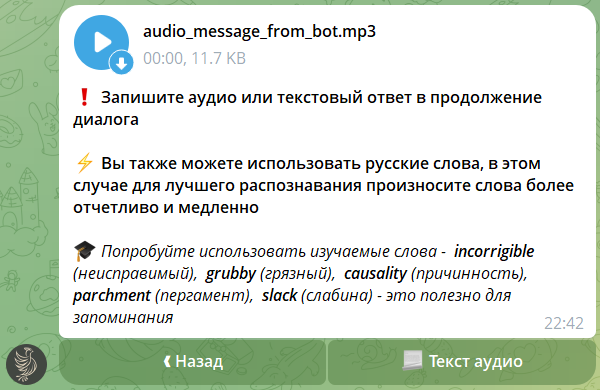 audio_message_from_bot.mp3
00:00, 11.7 KB
❗ Запишите аудио или текстовый ответ в продолжение
диалога
⚡ Вы также можете использовать русские слова, в этом
случае для лучшего распознавания произносите слова более
отчетливо и медленно
🎓 Попробуйте использовать изучаемые слова - incorrigible
(неисправимый), grubby (грязный), causality (причинность),
parchment (пергамент), slack (слабина) - это полезно для
запоминания
22:42
‹ Назад
Текст аудио